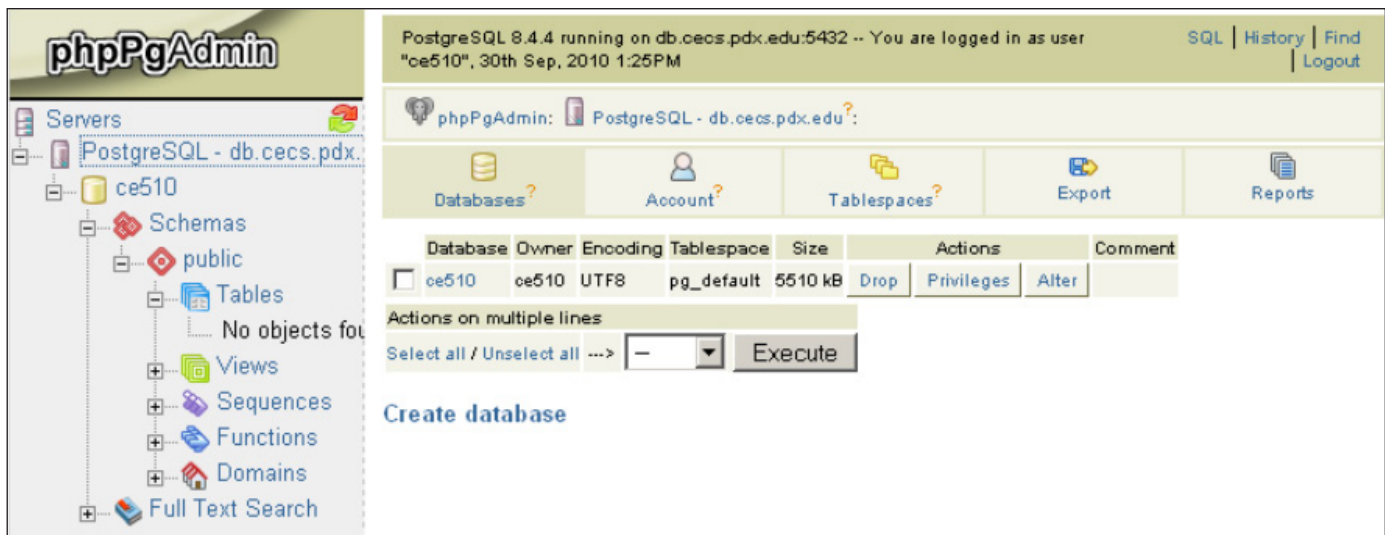 phpPgAdmin
Servers
PostgreSQL - db.cecs.pdx.
ce510
Schemas
public
Tables
No objects fou
Views
Sequences
Functions
Domains
Full Text Search
PostgreSQL 8.4.4 running on db.cecs.pdx.edu:5432 -- You are logged in as user
"ce510", 30th Sep, 2010 1:25PM
SQL | History | Find
| Logout
phpPgAdmin: PostgreSQL - db.cecs.pdx.edu?:
Databases? Account? Tablespaces? Export Reports
Database Owner Encoding Tablespace Size Actions Comment
ce510 ce510 UTF8 pg_default 5510 kB Drop Privileges Alter
Actions on multiple lines
Select all / Unselect all ---> -- Execute
Create database